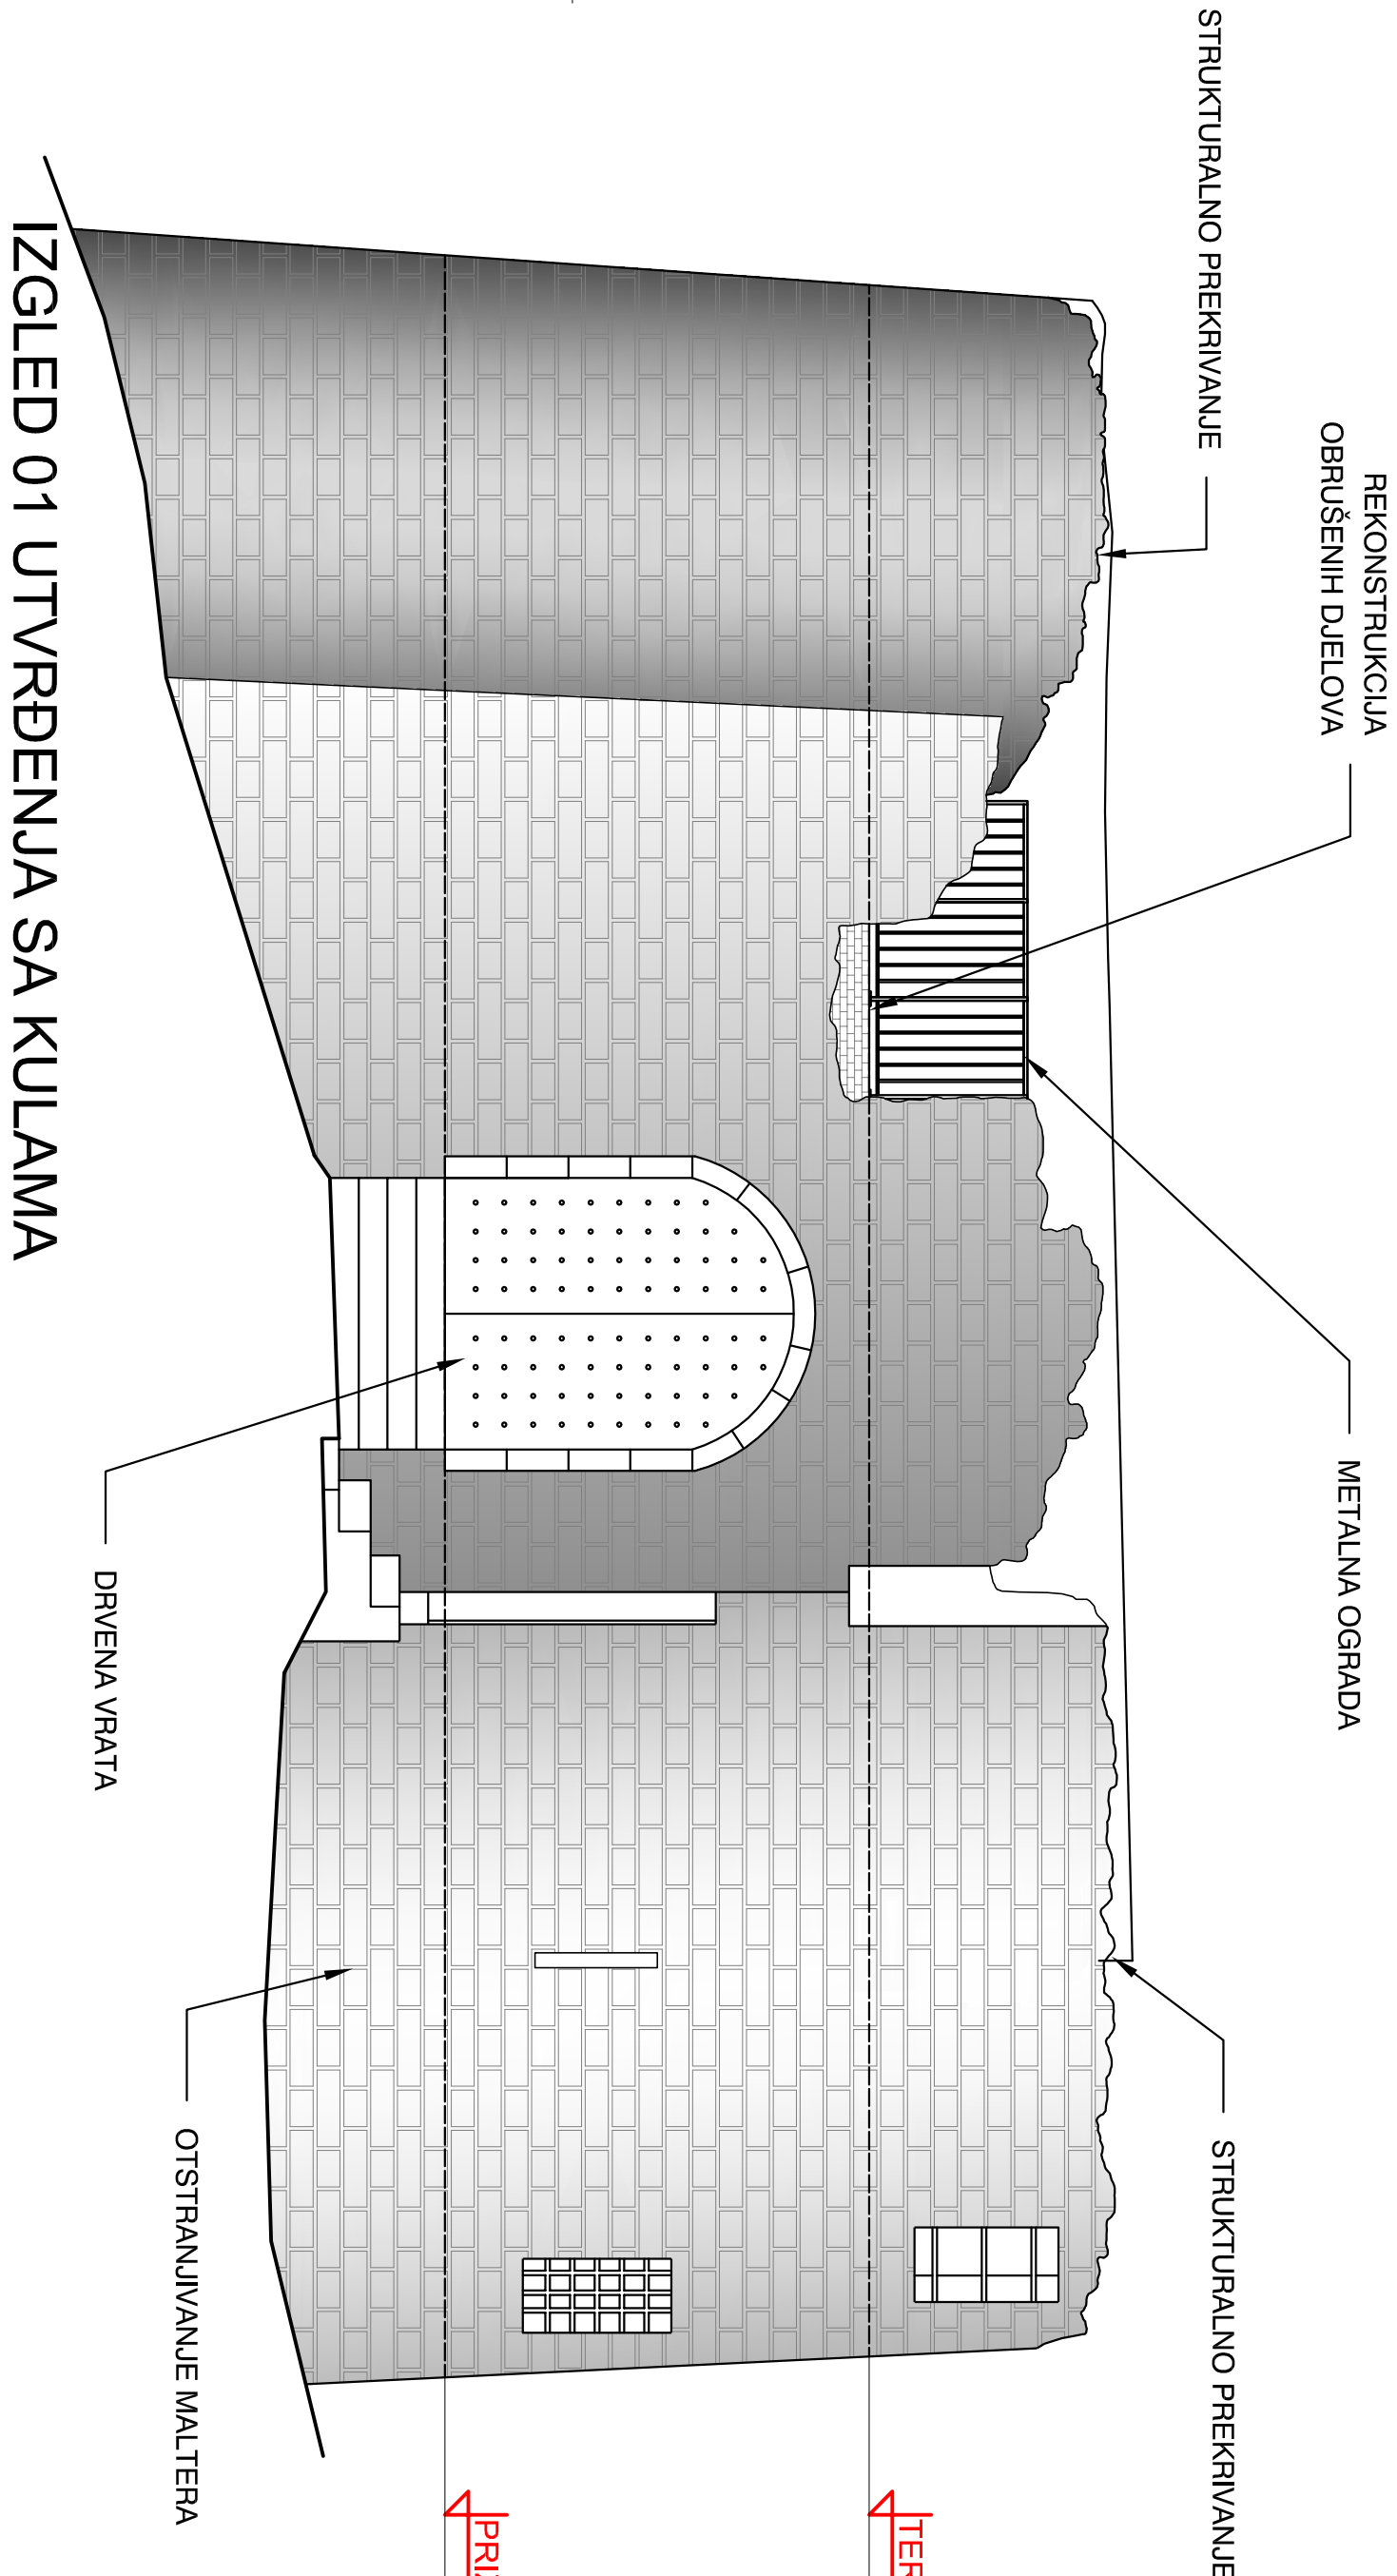 STRUKTURALNO PREKRIVANJE
REKONSTRUKCIJA
OBRUŠENIH DJELOVA
METALNA OGRADA
STRUKTURALNO PREKRIVANJE
DRVENA VRATA
OTSTRANJIVANJE MALTERA
IZGLED 01 UTVRĐENJA SA KULAMA